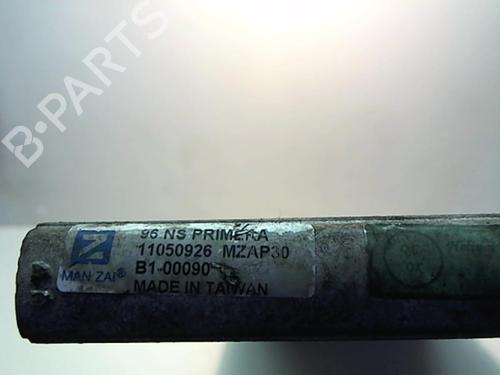 B-PARTS
96 NS PRIMERA
11050926 MZAP30
B1-00090
MADE IN TAIWAN
MAN ZAI®